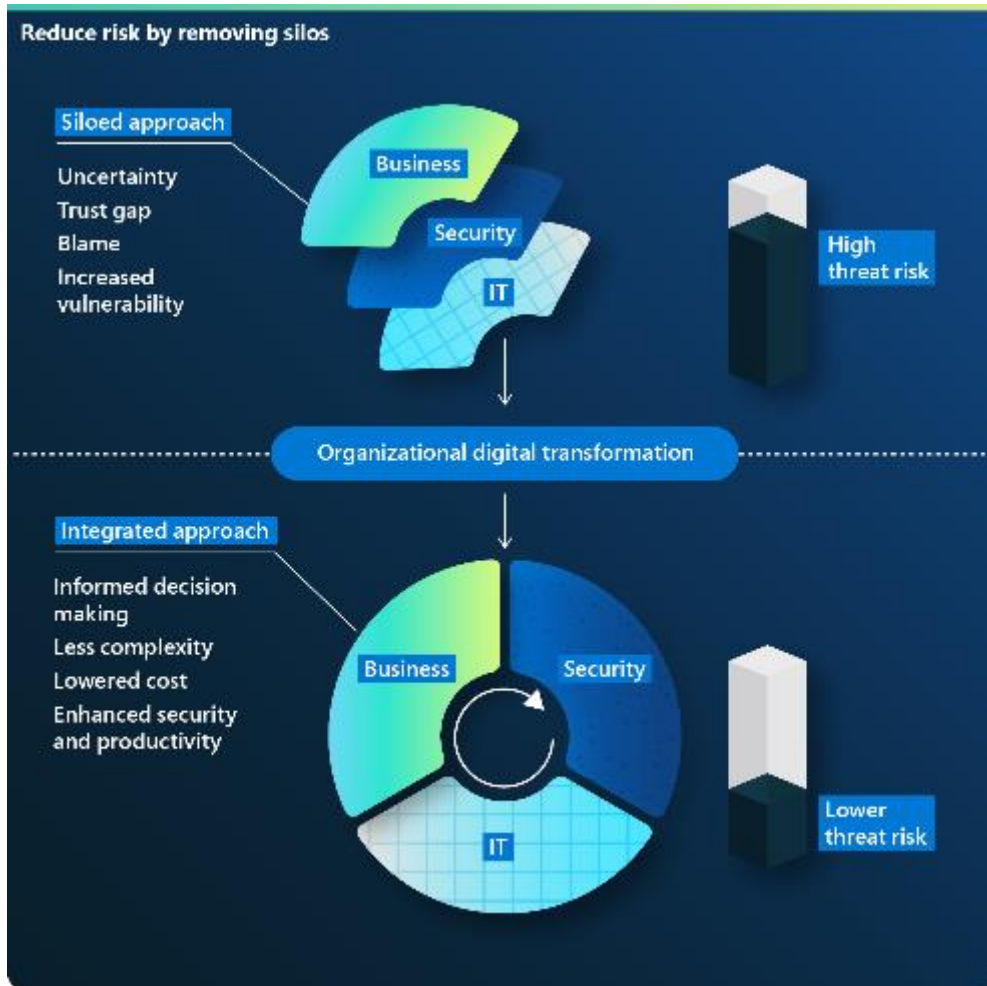 Reduce risk by removing silos
Siloed approach
Uncertainty
Trust gap
Blame
Increased
vulnerability
Business
Security
IT
High
threat risk
Organizational digital transformation
Integrated approach
Informed decision
making
Less complexity
Lowered cost
Enhanced security
and productivity
Business
Security
IT
Lower
threat risk